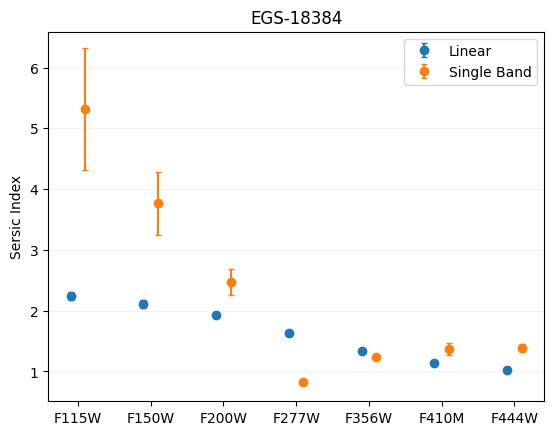 EGS-18384
Linear
Single Band
Sersic Index
6
5
4
3
2
1
F115W F150W F200W F277W F356W F410M F444W